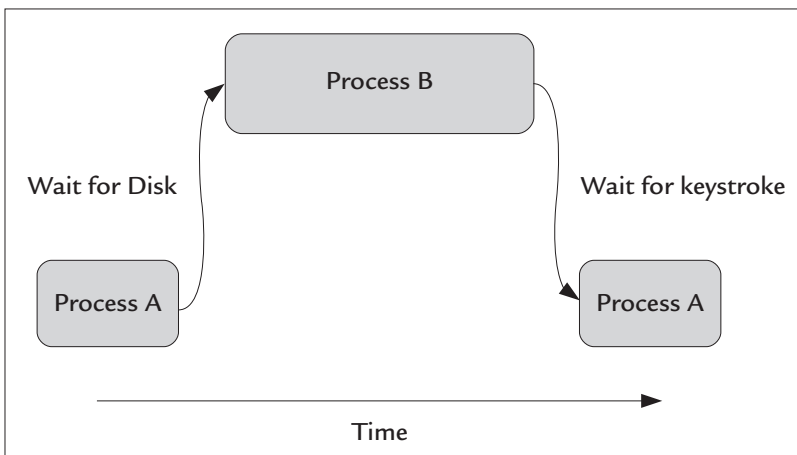 Process B
Wait for Disk
Wait for keystroke
Process A
Process A
Time